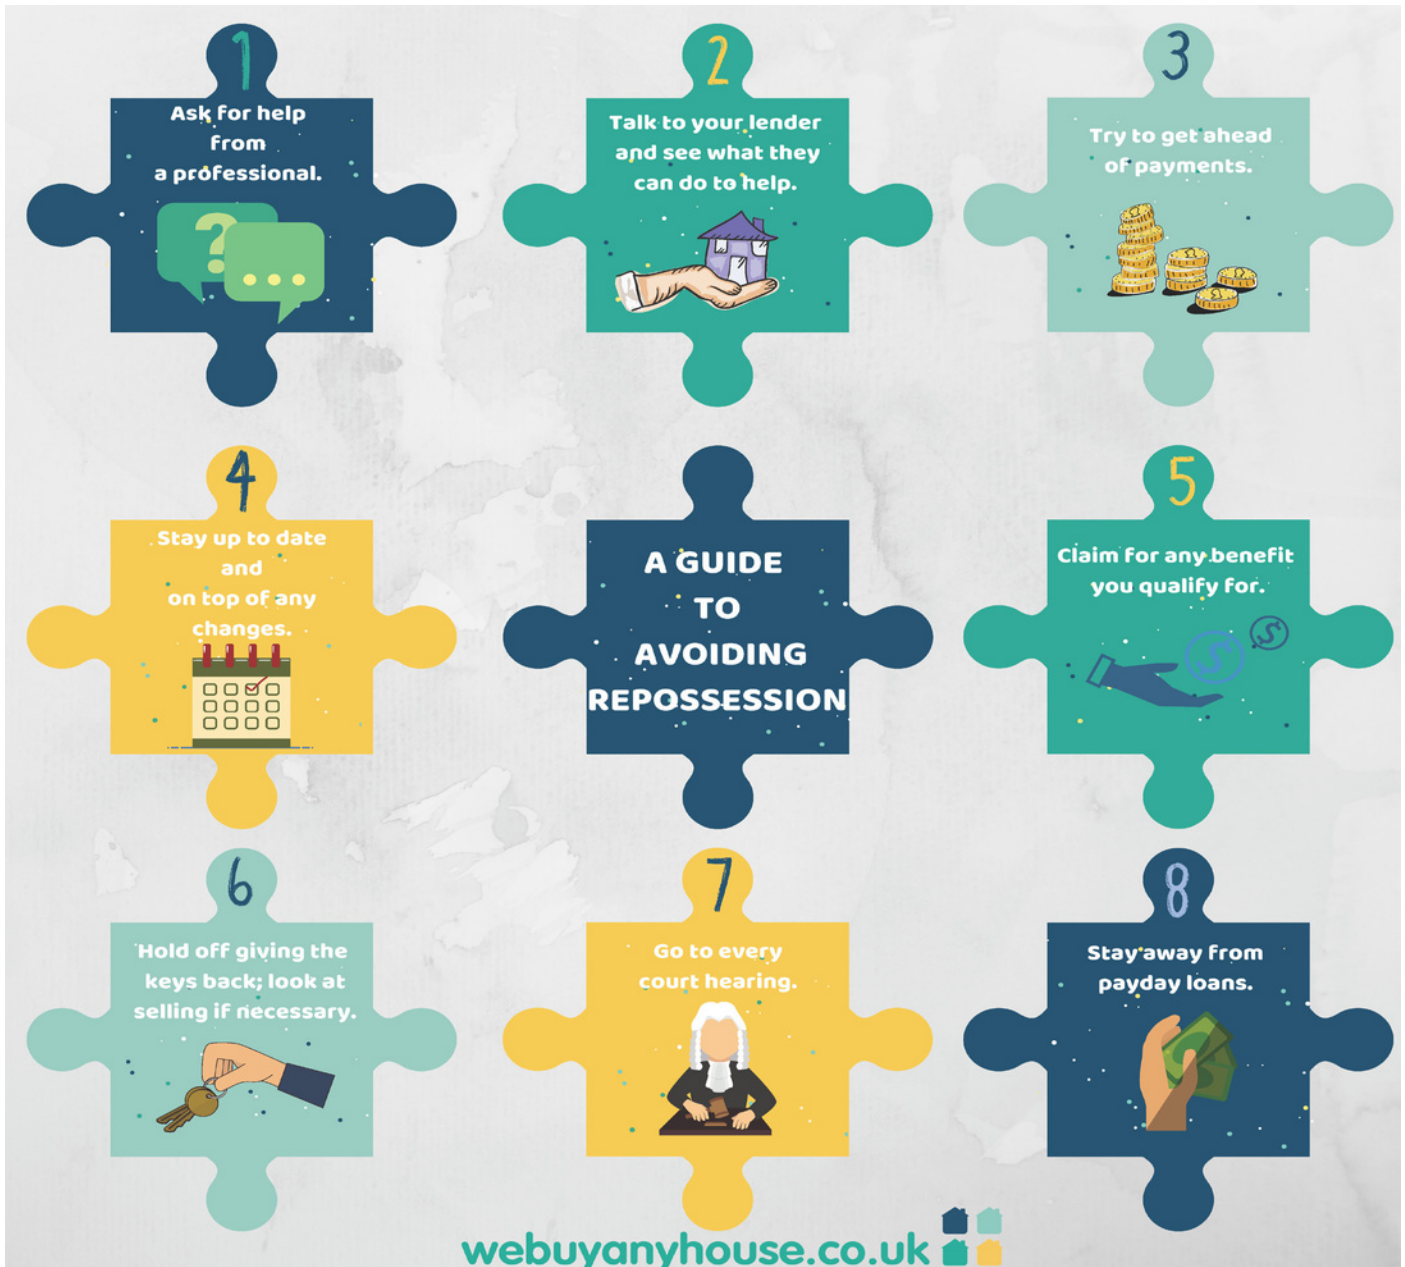 1
Ask for help
from
a professional.
?
2
Talk to your lender
and see what they
can do to help.
3
Try to get ahead
of payments.
4
Stay up to date
and
on top of any
changes.
A GUIDE
TO
AVOIDING
REPOSSESSION
5
Claim for any benefit
you qualify for.
$
$
6
Hold off giving the
keys back; look at
selling if necessary.
7
Go to every
court hearing.
8
Stay away from
payday loans.
webuyanyhouse.co.uk